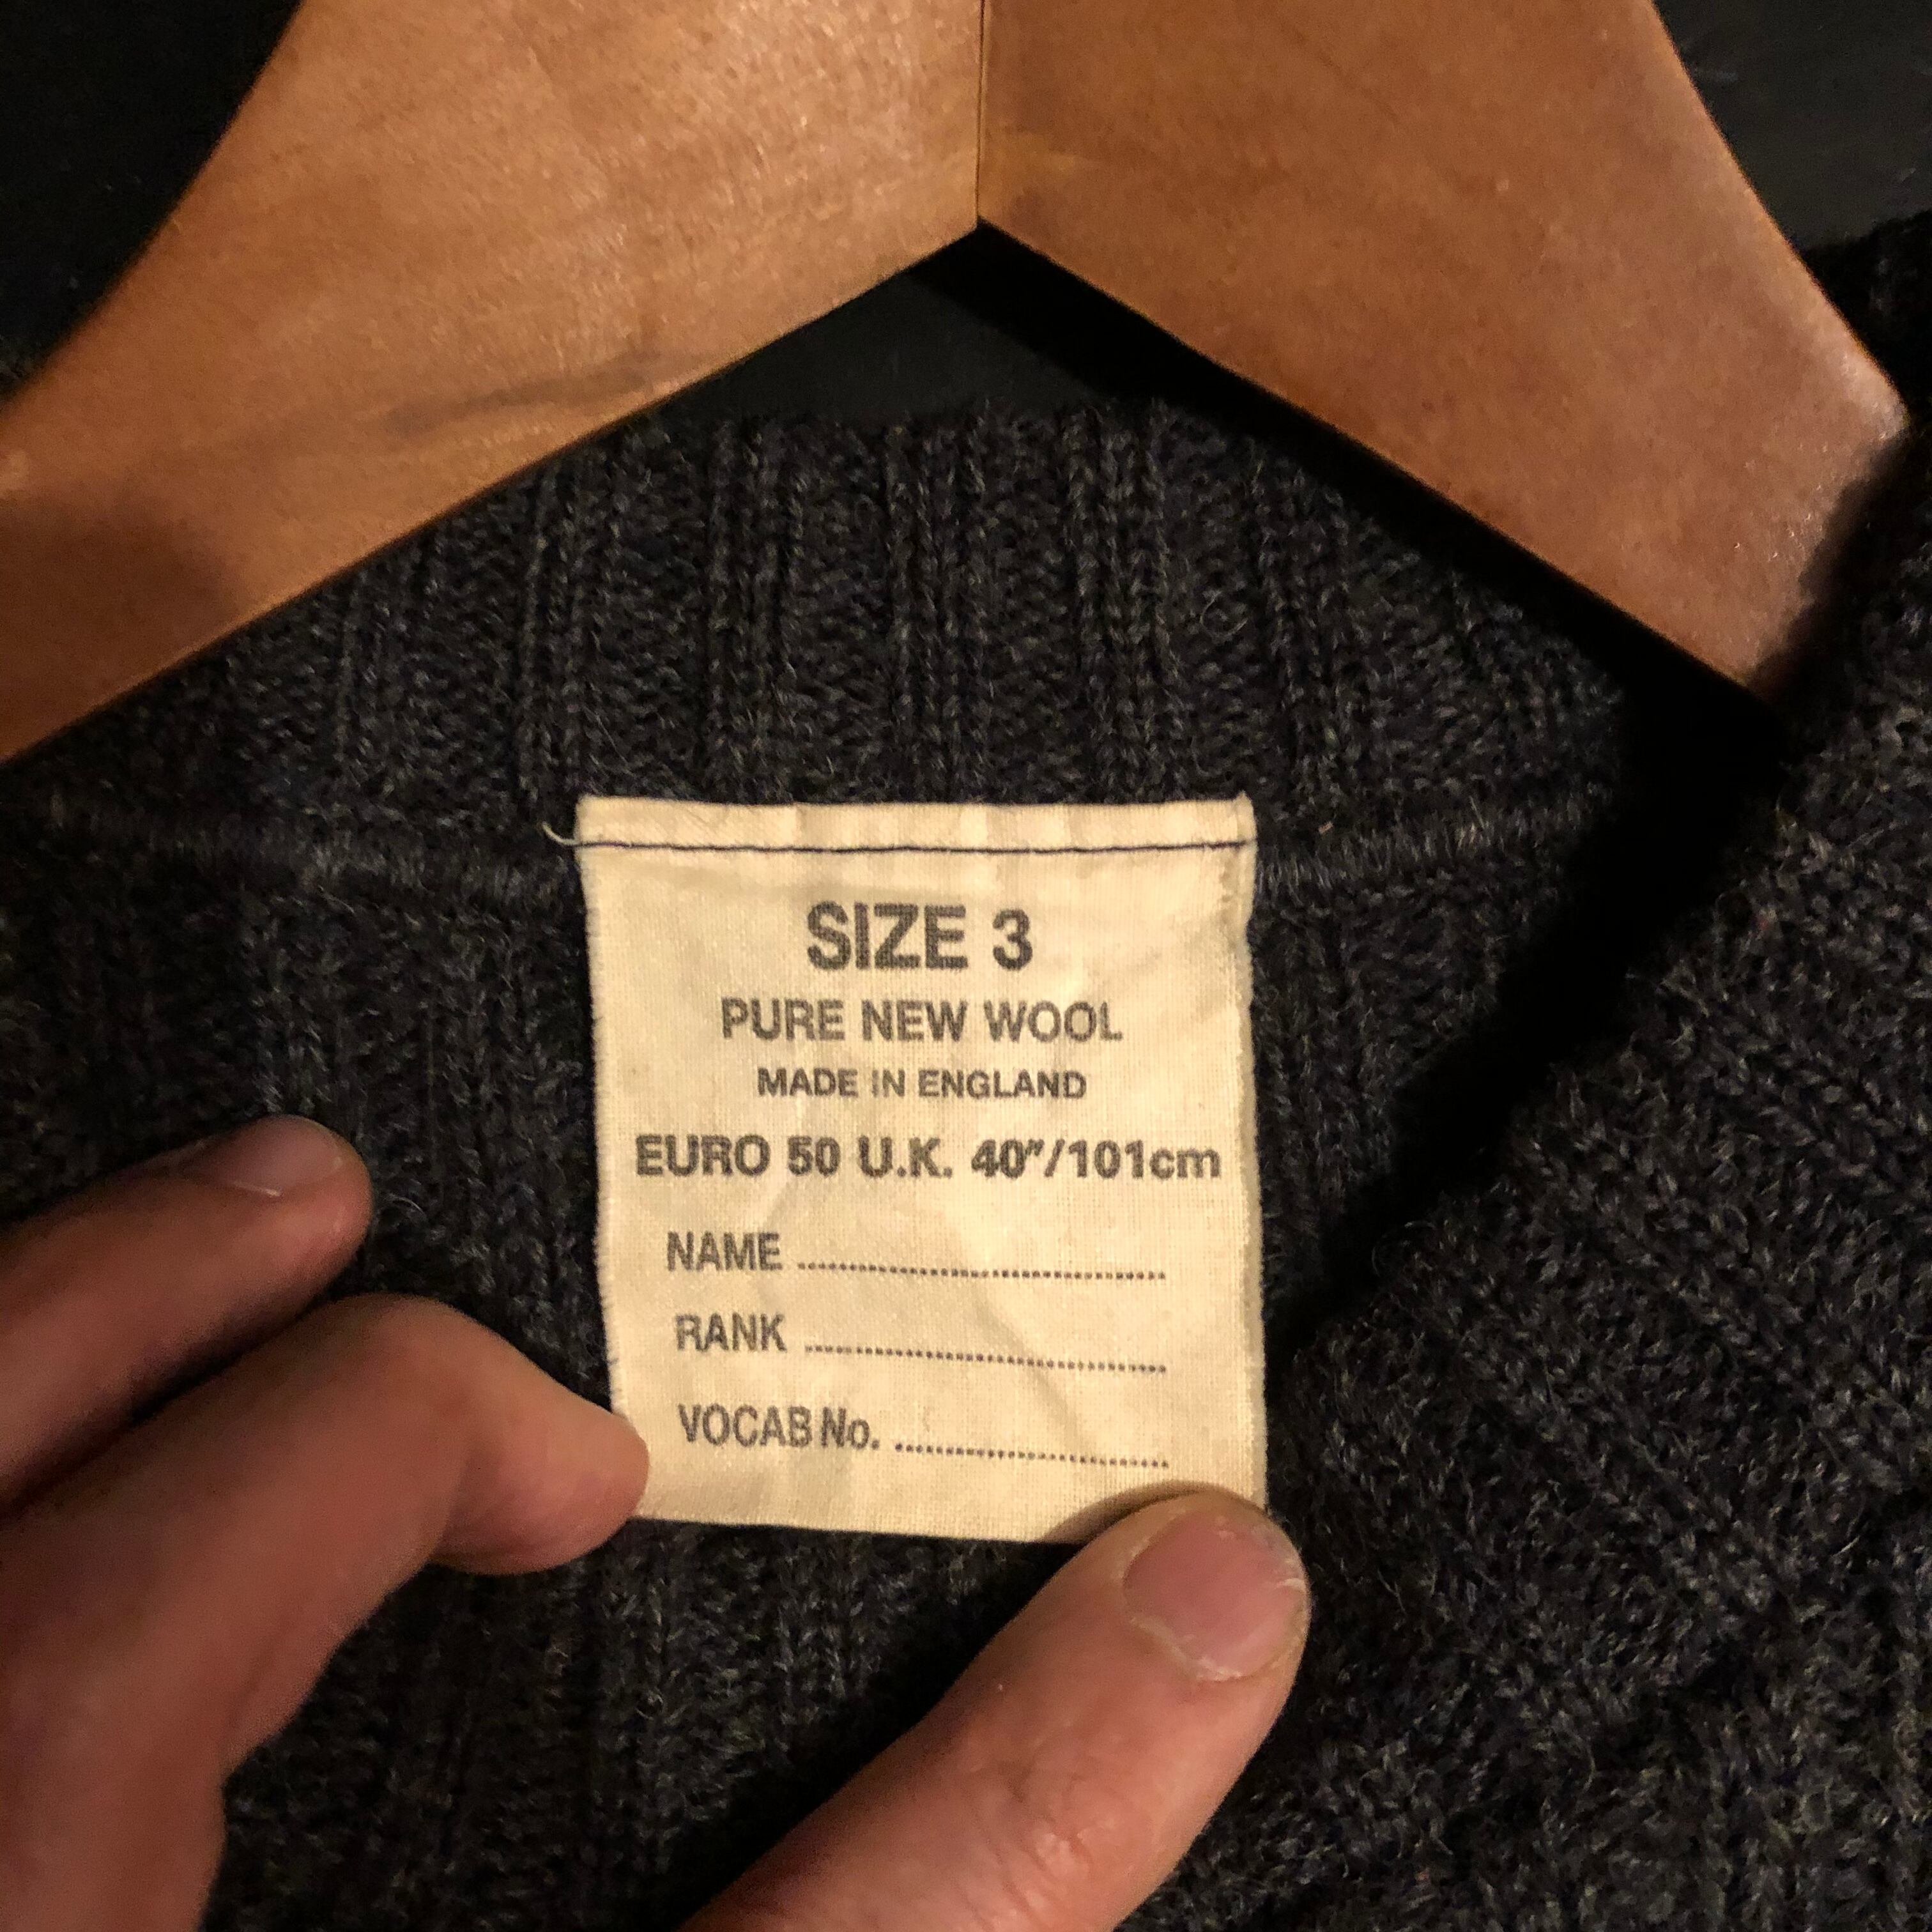 SIZE 3
PURE NEW WOOL
MADE IN ENGLAND
EURO 50 U.K. 40"/101cm
NAME ....................
RANK ....................
VOCAB No. ....................